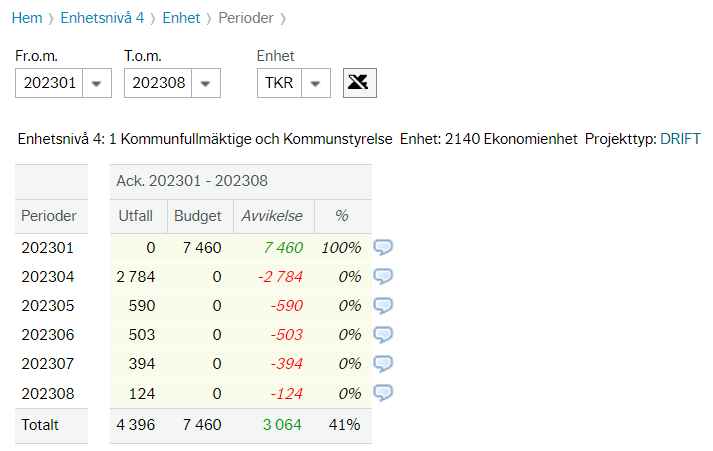 Hem 〉 Enhetsnivå 4 〉 Enhet 〉 Perioder 〉
Fr.o.m. T.o.m. Enhet
202301 202308 TKR
Enhetsnivå 4: 1 Kommunfullmäktige och Kommunstyrelse Enhet: 2140 Ekonomienhet Projekttyp: DRIFT
Ack. 202301 - 202308
Perioder Utfall Budget Avvikelse %
202301 0 7 460 7 460 100%
202304 2 784 0 -2 784 0%
202305 590 0 -590 0%
202306 503 0 -503 0%
202307 394 0 -394 0%
202308 124 0 -124 0%
Totalt 4 396 7 460 3 064 41%